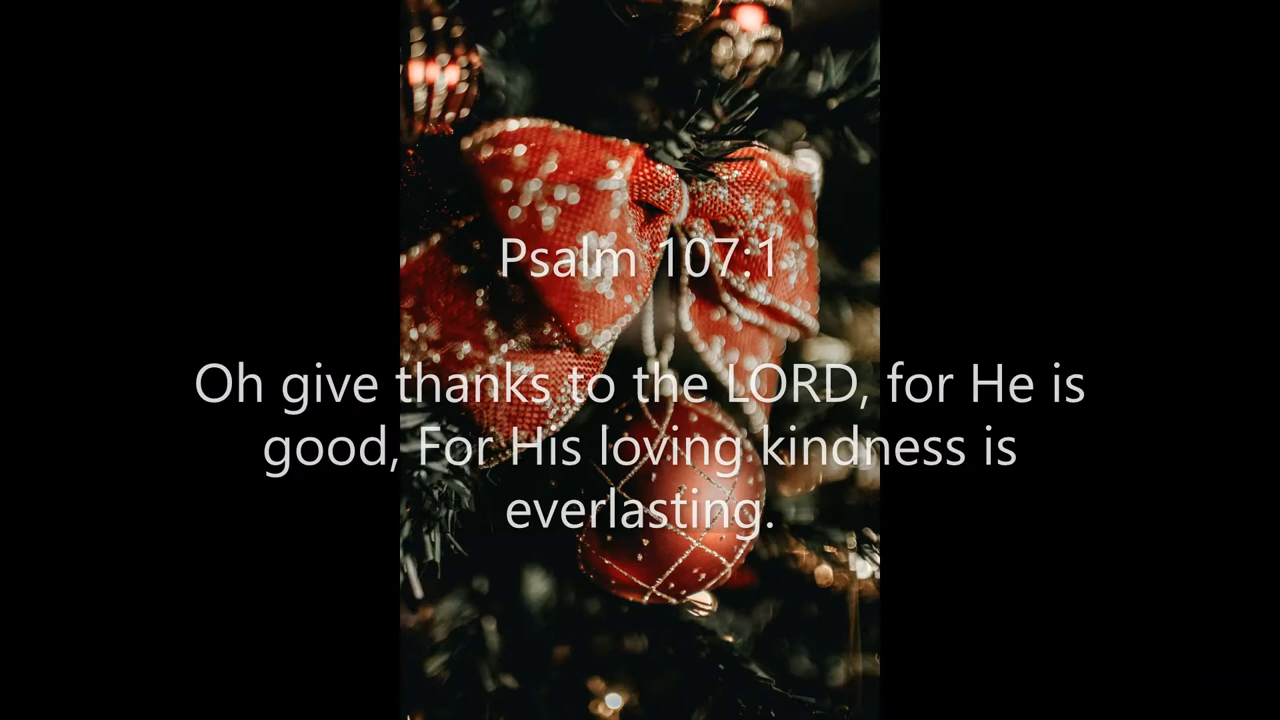 Psalm 107:1
Oh give thanks to the LORD, for He is
good, For His loving kindness is
everlasting.